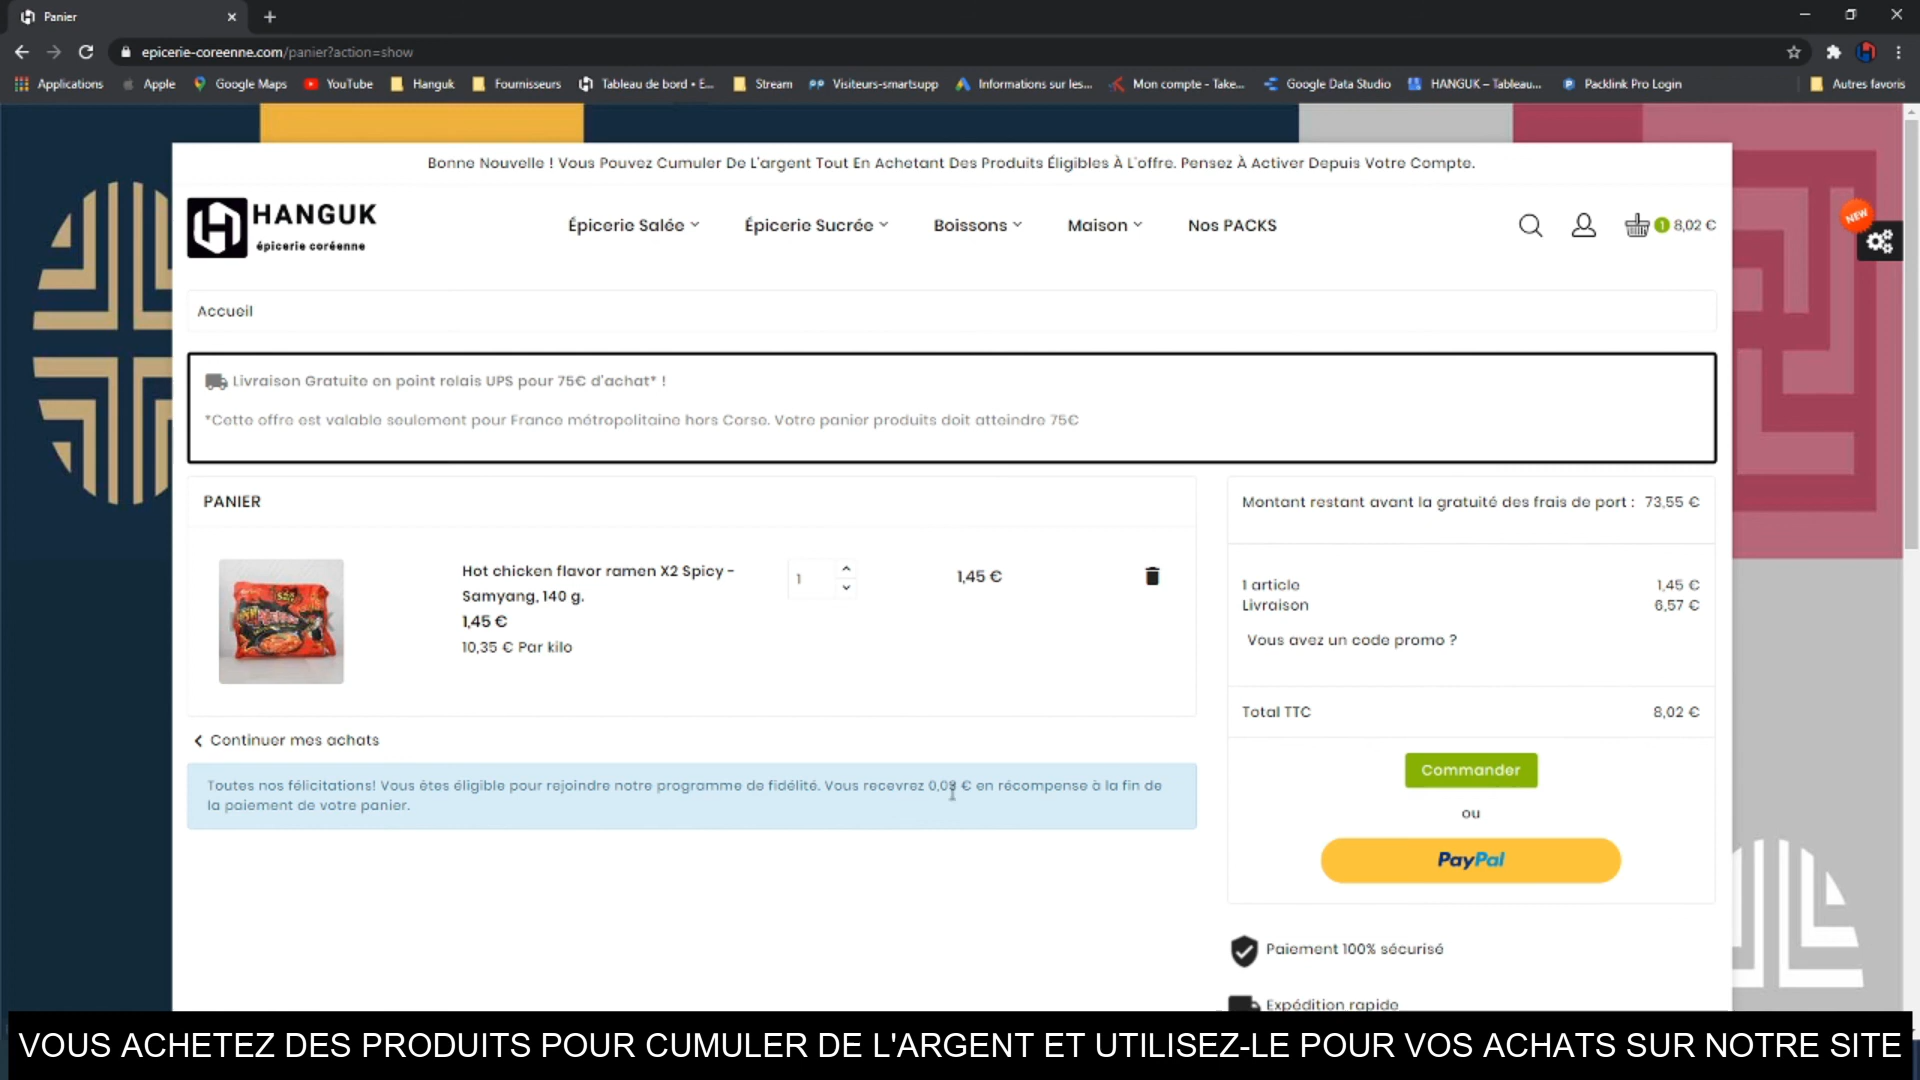 Panier
epicerie-coreenne.com/panier?action=show
Applications Apple Google Maps YouTube Hanguk Fournisseurs Tableau de bord • E... Stream Visiteurs-smartsupp Informations sur les... Mon compte - Take... Google Data Studio HANGUK – Tableau... Packlink Pro Login Autres favoris
Bonne Nouvelle ! Vous Pouvez Cumuler De L'argent Tout En Achetant Des Produits Éligibles À L'offre. Pensez À Activer Depuis Votre Compte.
NEW
HANGUK
épicerie coréenne
Épicerie Salée Épicerie Sucrée Boissons Maison Nos PACKS 1 8,02 €
Accueil
Livraison Gratuite en point relais UPS pour 75€ d'achat* !
*Cette offre est valable seulement pour France métropolitaine hors Corse. Votre panier produits doit atteindre 75€
PANIER
Hot chicken flavor ramen X2 Spicy -
Samyang, 140 g.
1,45 €
10,35 € Par kilo
1
1,45 €
Continuer mes achats
Toutes nos félicitations! Vous êtes éligible pour rejoindre notre programme de fidélité. Vous recevrez € en récompense à la fin de
la paiement de votre panier.
Montant restant avant la gratuité des frais de port : 73,55 €
1 article 1,45 €
Livraison 6,57 €
Vous avez un code promo ?
Total TTC 8,02 €
Commander
ou
PayPal
Paiement 100% sécurisé
Expédition rapide
VOUS ACHETEZ DES PRODUITS POUR CUMULER DE L'ARGENT ET UTILISEZ-LE POUR VOS ACHATS SUR NOTRE SITE